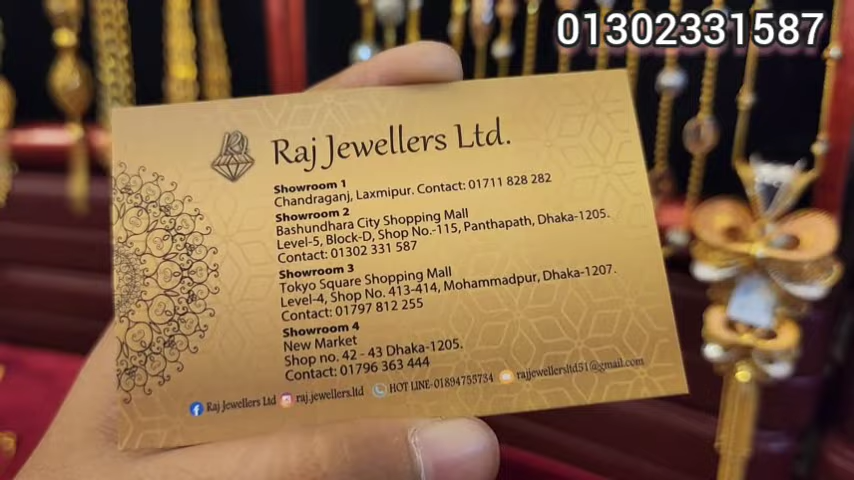 01302331587
Raj Jewellers Ltd.
Showroom 1
Chandraganj, Laxmipur. Contact: 01711 828 282
Showroom 2
Bashundhara City Shopping Mall
Level-5, Block-D, Shop No.-115, Panthapath, Dhaka-1205.
Contact: 01302 331 587
Showroom 3
Tokyo Square Shopping Mall
Level-4, Shop No. 413-414, Mohammadpur, Dhaka-1207.
Contact: 01797 812 255
Showroom 4
New Market
Shop no. 42 - 43 Dhaka-1205.
Contact: 01796 363 444
Raj Jewellers Ltd raj.jewellers.ltd HOT LINE-01894755734 rajjewellersltd51@gmail.com